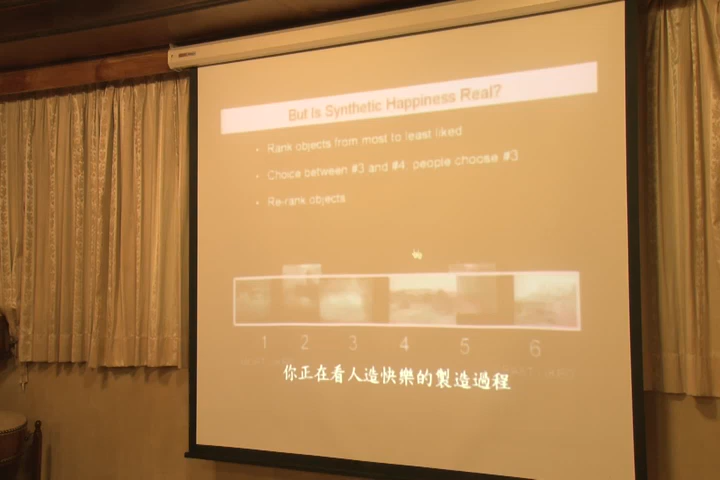 But Is Synthetic Happiness Real?
• Rank objects from most to least liked
• Choice between #3 and #4: people choose #3
• Re-rank objects
1 2 3 4 5 6
你正在看人造快樂的製造過程